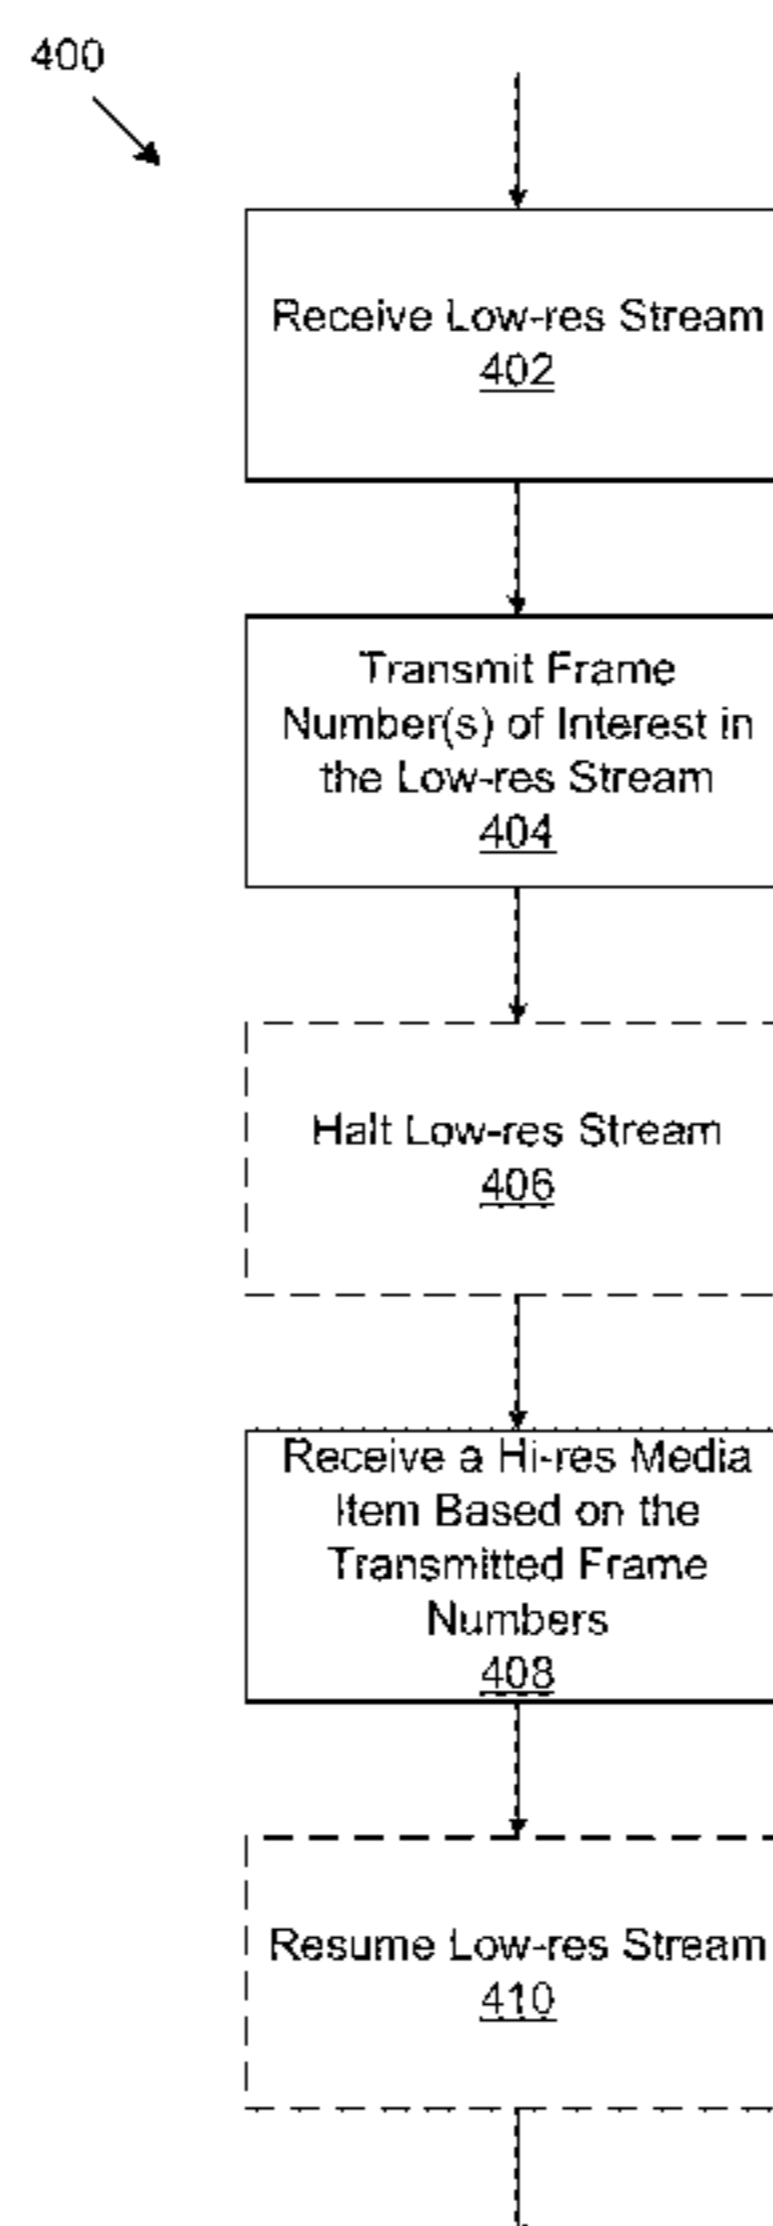 400
Receive Low-res Stream
402
Transmit Frame
Number(s) of Interest in
the Low-res Stream
404
Halt Low-res Stream
406
Receive a Hi-res Media
Item Based on the
Transmitted Frame
Numbers
408
Resume Low-res Stream
410